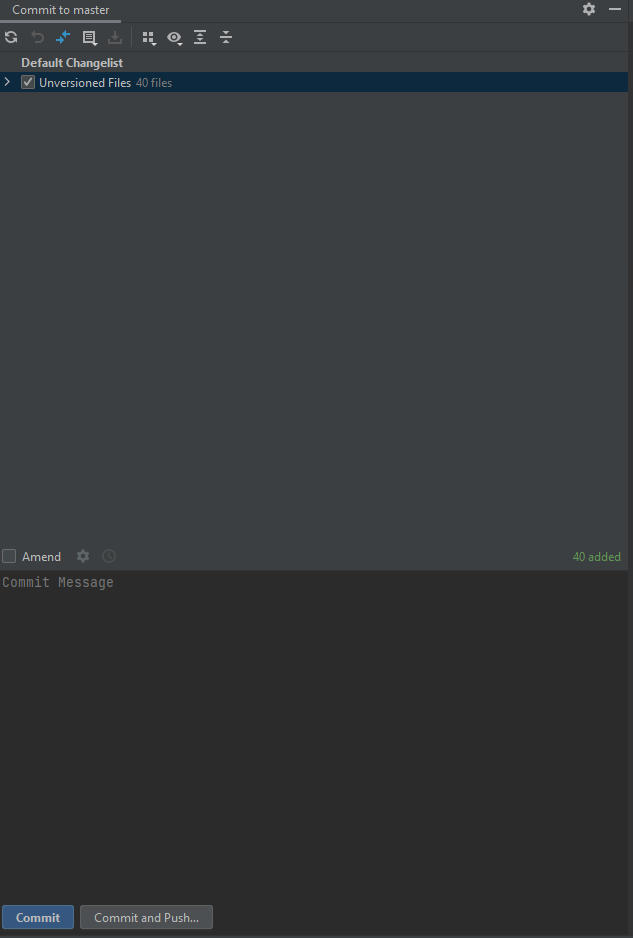 Commit to master
Default Changelist
Unversioned Files 40 files
Amend
40 added
Commit Message
Commit
Commit and Push...